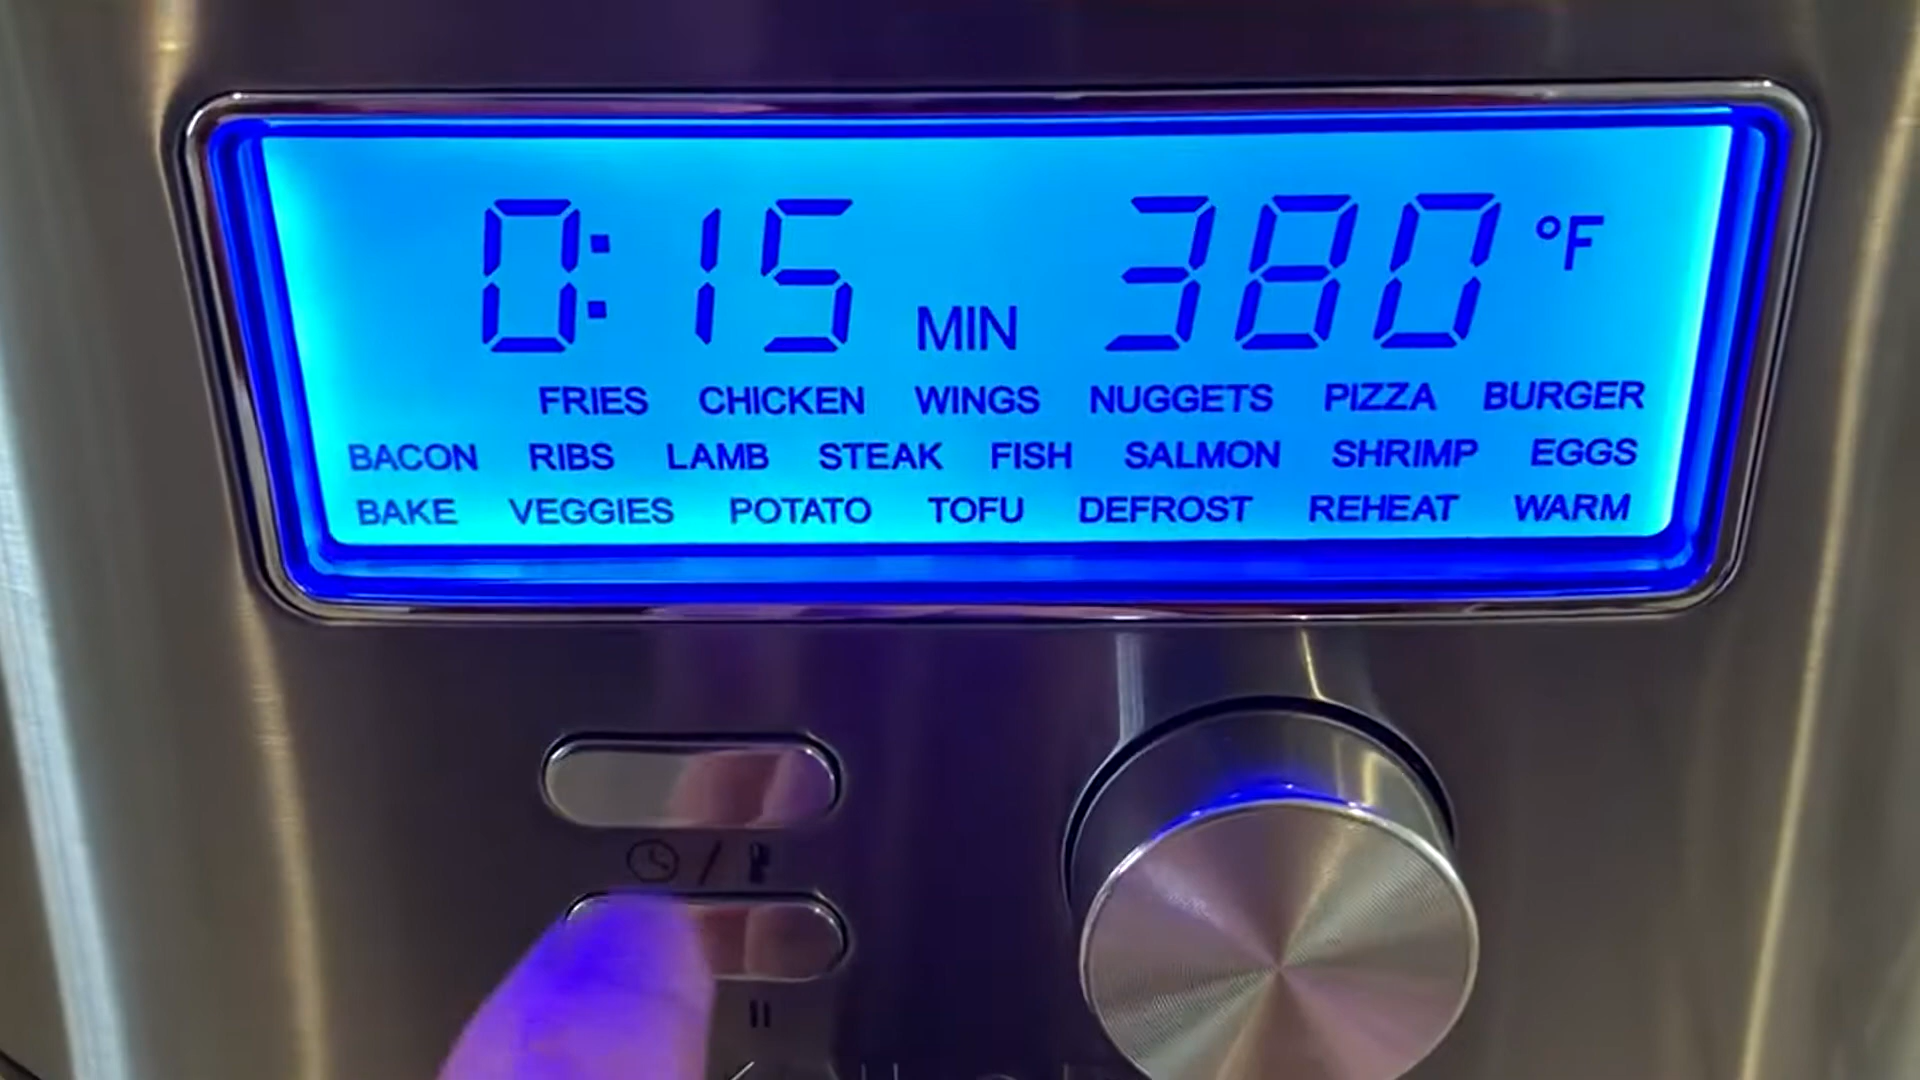 0:15 MIN 380 °F
FRIES CHICKEN WINGS NUGGETS PIZZA BURGER
BACON RIBS LAMB STEAK FISH SALMON SHRIMP EGGS
BAKE VEGGIES POTATO TOFU DEFROST REHEAT WARM